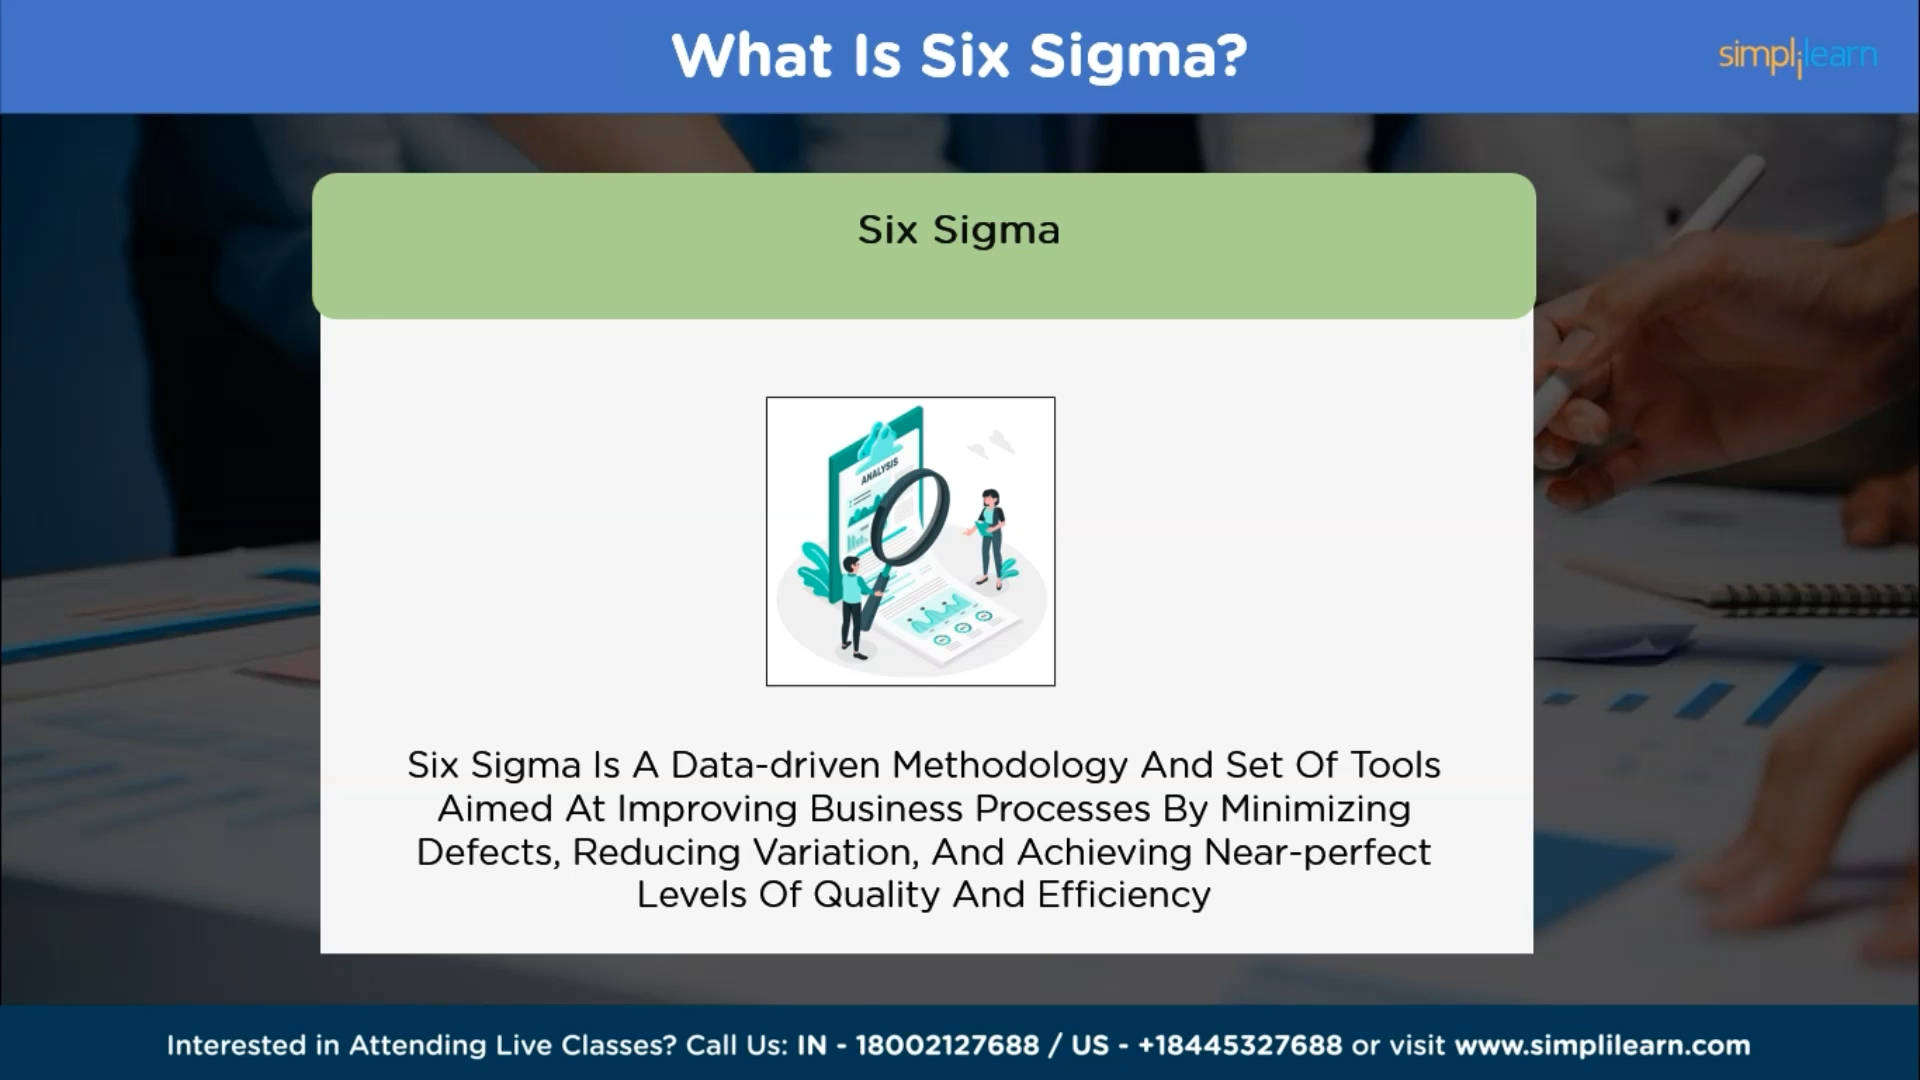 What Is Six Sigma?
simplilearn
Six Sigma
ANALYSIS
Six Sigma Is A Data-driven Methodology And Set Of Tools
Aimed At Improving Business Processes By Minimizing
Defects, Reducing Variation, And Achieving Near-perfect
Levels Of Quality And Efficiency
Interested in Attending Live Classes? Call Us: IN - 18002127688 / US - +18445327688 or visit www.simplilearn.com